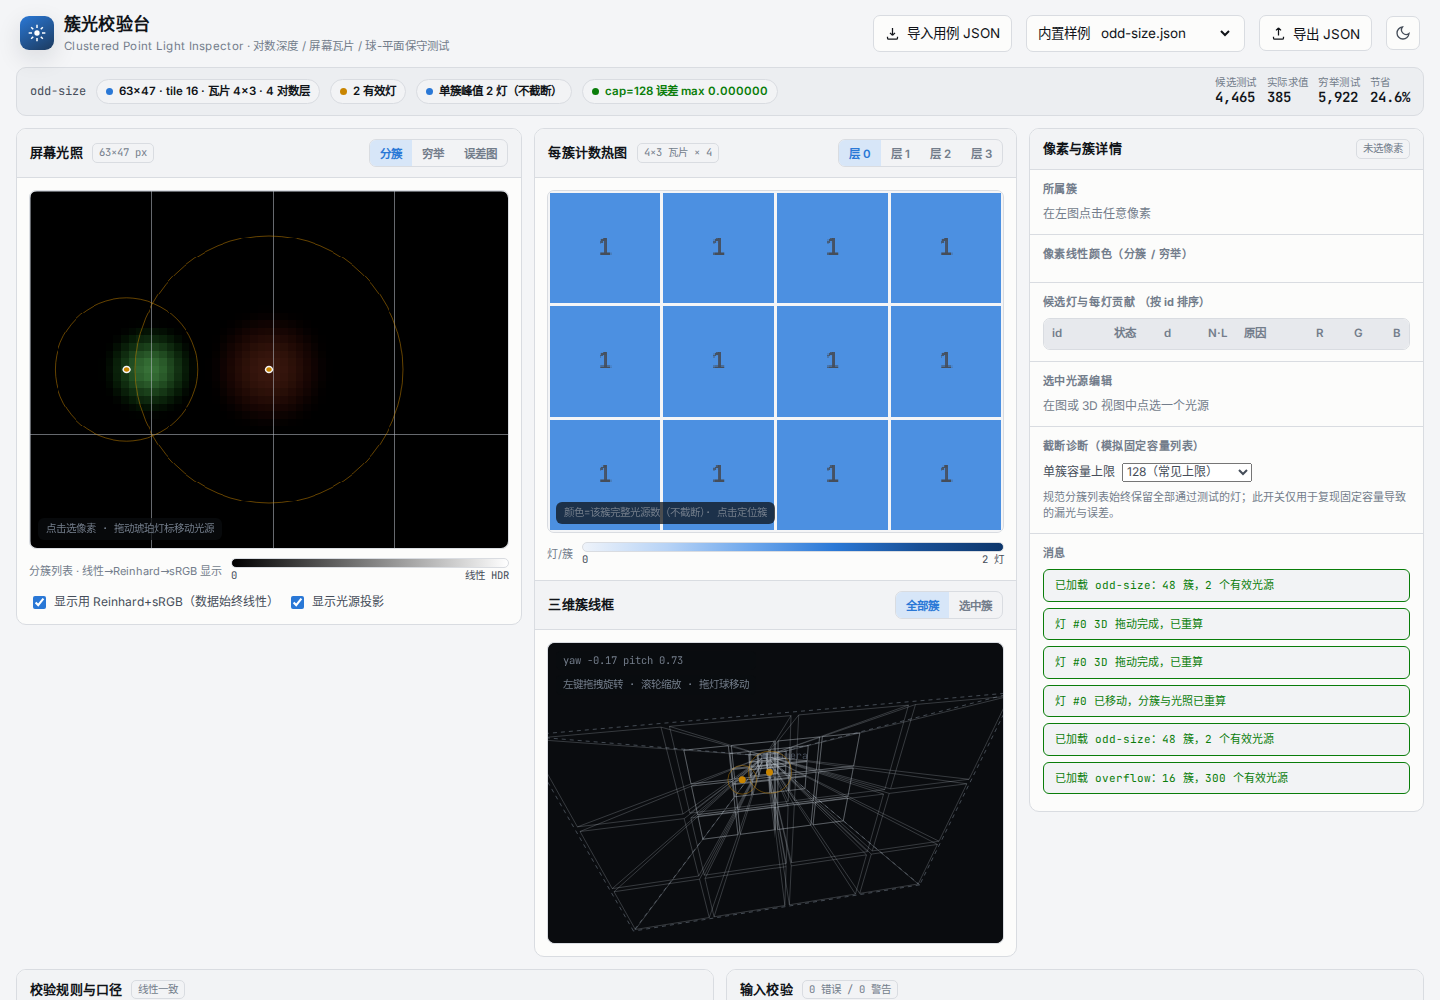 簇光校验台
Clustered Point Light Inspector · 对数深度 / 屏幕瓦片 / 球-平面保守测试
导入用例 JSON
内置样例 odd-size.json
导出 JSON
odd-size
63×47 · tile 16 · 瓦片 4×3 · 4 对数层
2 有效灯
单簇峰值 2 灯（不截断）
cap=128 误差 max 0.000000
候选测试 实际求值 穷举测试 节省
4,465 385 5,922 24.6%
屏幕光照 63×47 px
分簇 穷举 误差图
点击选像素 · 拖动琥珀灯标移动光源
分簇列表 · 线性→Reinhard→sRGB 显示
0 线性 HDR
显示用 Reinhard+sRGB（数据始终线性） 显示光源投影
每簇计数热图 4×3 瓦片 × 4
层 0 层 1 层 2 层 3
1 1 1 1
1 1 1 1
1 1 1 1
颜色=该簇完整光源数（不截断）· 点击定位簇
灯/簇
0 2 灯
三维簇线框
全部簇 选中簇
yaw -0.17 pitch 0.73
左键拖拽旋转 · 滚轮缩放 · 拖灯球移动
像素与簇详情 未选像素
所属簇
在左图点击任意像素
像素线性颜色（分簇 / 穷举）
候选灯与每灯贡献 （按 id 排序）
id 状态 d N·L 原因 R G B
选中光源编辑
在图或 3D 视图中点选一个光源
截断诊断（模拟固定容量列表）
单簇容量上限 128（常见上限）
规范分簇列表始终保留全部通过测试的灯；此开关仅用于复现固定容量导致
的漏光与误差。
消息
已加载 odd-size：48 簇，2 个有效光源
灯 #0 3D 拖动完成，已重算
灯 #0 3D 拖动完成，已重算
灯 #0 已移动，分簇与光照已重算
已加载 odd-size：48 簇，2 个有效光源
已加载 overflow：16 簇，300 个有效光源
校验规则与口径 线性一致
输入校验 0 错误 / 0 警告